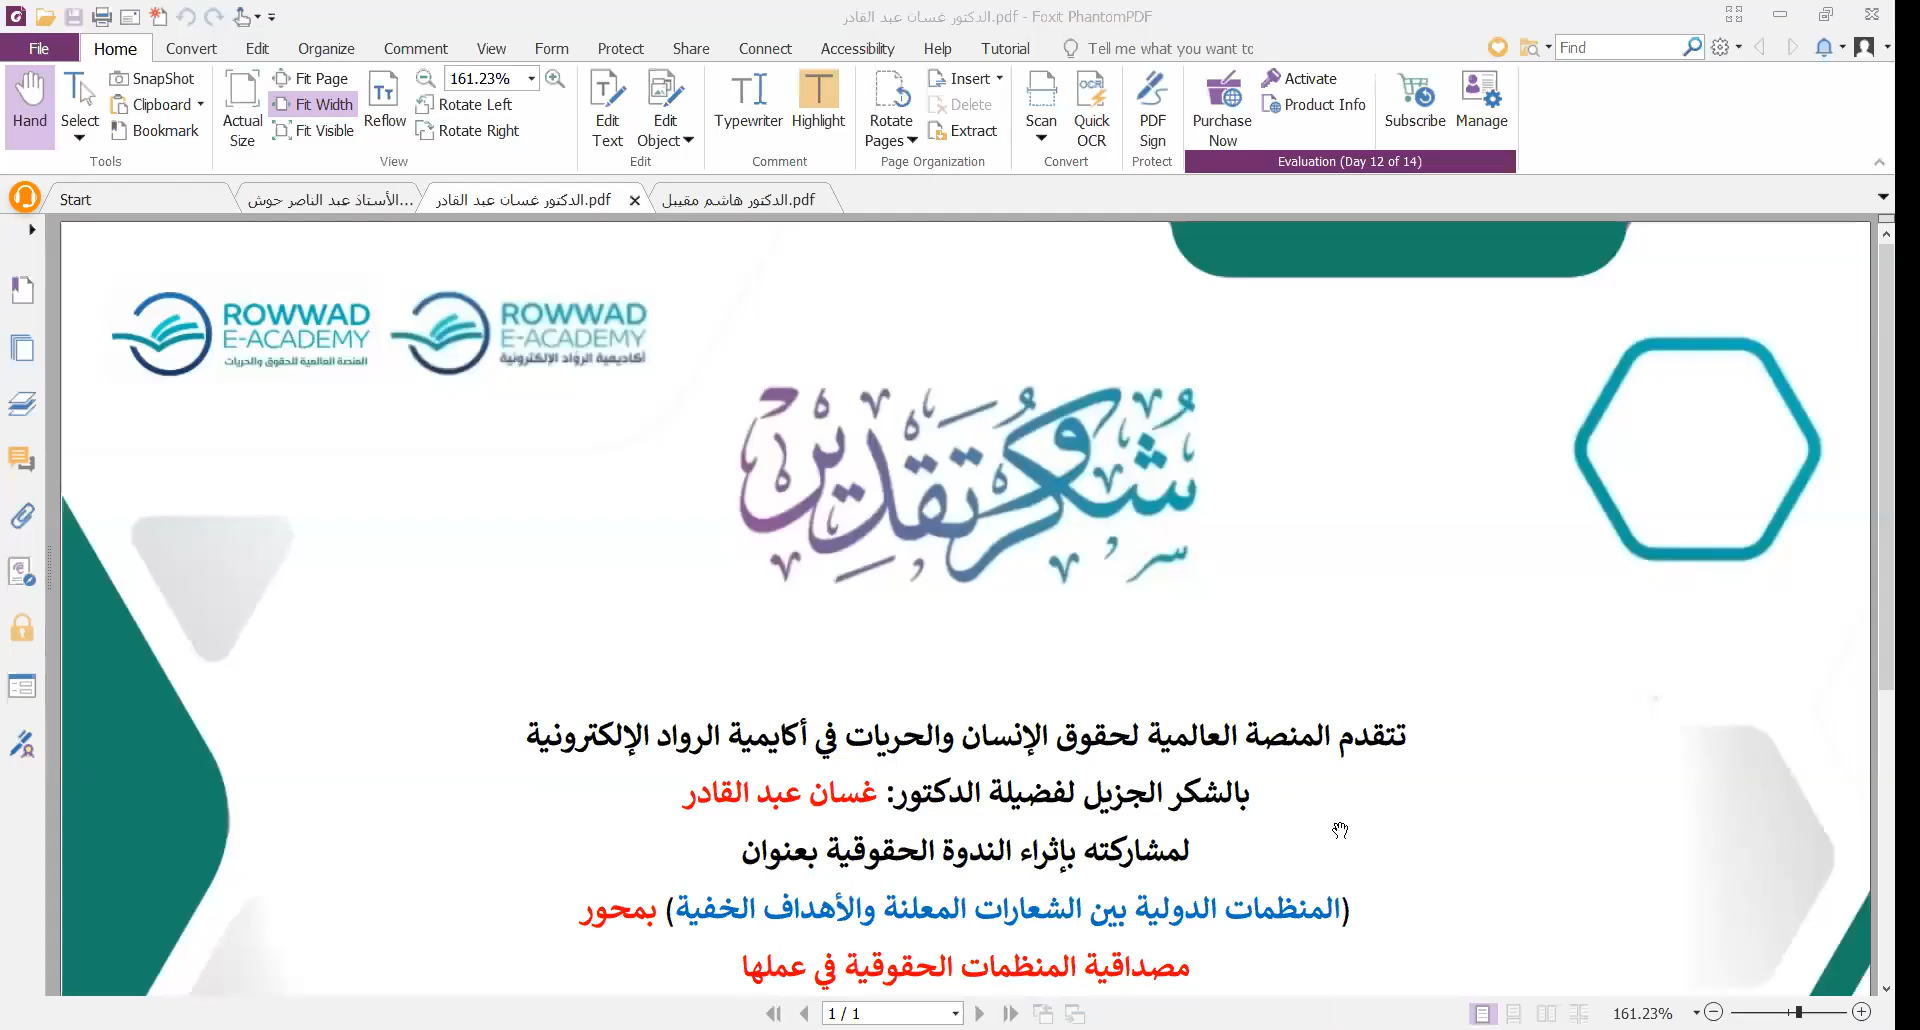 الدكتور غسان عبد القادر.pdf - Foxit PhantomPDF
File Home Convert Edit Organize Comment View Form Protect Share Connect Accessibility Help Tutorial Tell me what you want to Find
Hand
Select
SnapShot
Clipboard
Bookmark
Tools
Actual Size
Fit Page
Fit Width
Fit Visible
Reflow
161.23%
Rotate Left
Rotate Right
View
Edit Text
Edit Object
Edit
Typewriter
Highlight
Comment
Rotate Pages
Insert
Delete
Extract
Page Organization
Scan
OCR
Quick OCR
Convert
PDF Sign
Protect
Purchase Now
Activate
Product Info
Evaluation (Day 12 of 14)
Subscribe
Manage
Start
الأستاذ عبد الناصر حوش...
الدكتور غسان عبد القادر.pdf
الدكتور هاشم مقيبل.pdf
ROWWAD
E-ACADEMY
المنصة العالمية للحقوق والحريات
ROWWAD
E-ACADEMY
أكاديمية الرواد الإلكترونية
شكر وتقدير
تتقدم المنصة العالمية لحقوق الإنسان والحريات في أكايمية الرواد الإلكترونية
بالشكر الجزيل لفضيلة الدكتور: غسان عبد القادر
لمشاركته بإثراء الندوة الحقوقية بعنوان
(المنظمات الدولية بين الشعارات المعلنة والأهداف الخفية) بمحور
مصداقية المنظمات الحقوقية في عملها
1 / 1
161.23%